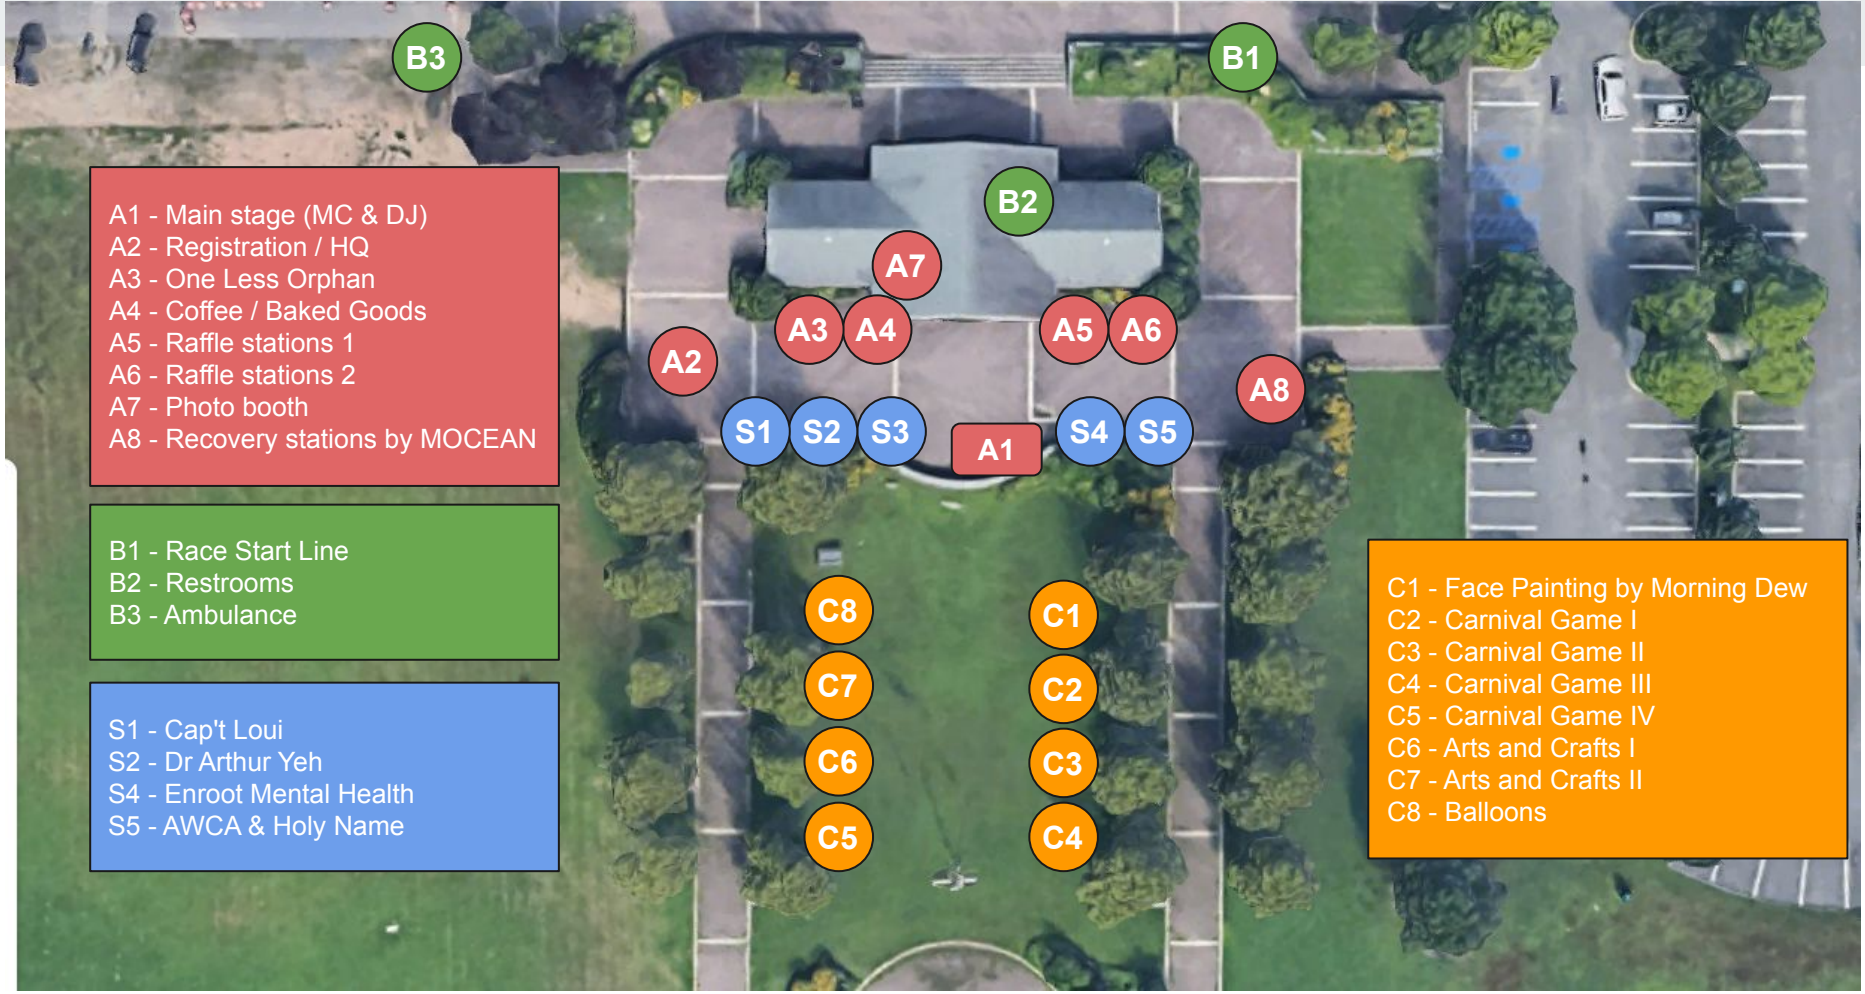 B3
B1
B2
A7
A3
A4
A5
A6
A2
A8
S1
S2
S3
A1
S4
S5
C8
C1
C7
C2
C6
C3
C5
C4
A1 - Main stage (MC & DJ)
A2 - Registration / HQ
A3 - One Less Orphan
A4 - Coffee / Baked Goods
A5 - Raffle stations 1
A6 - Raffle stations 2
A7 - Photo booth
A8 - Recovery stations by MOCEAN
B1 - Race Start Line
B2 - Restrooms
B3 - Ambulance
S1 - Cap't Loui
S2 - Dr Arthur Yeh
S4 - Enroot Mental Health
S5 - AWCA & Holy Name
C1 - Face Painting by Morning Dew
C2 - Carnival Game I
C3 - Carnival Game II
C4 - Carnival Game III
C5 - Carnival Game IV
C6 - Arts and Crafts I
C7 - Arts and Crafts II
C8 - Balloons